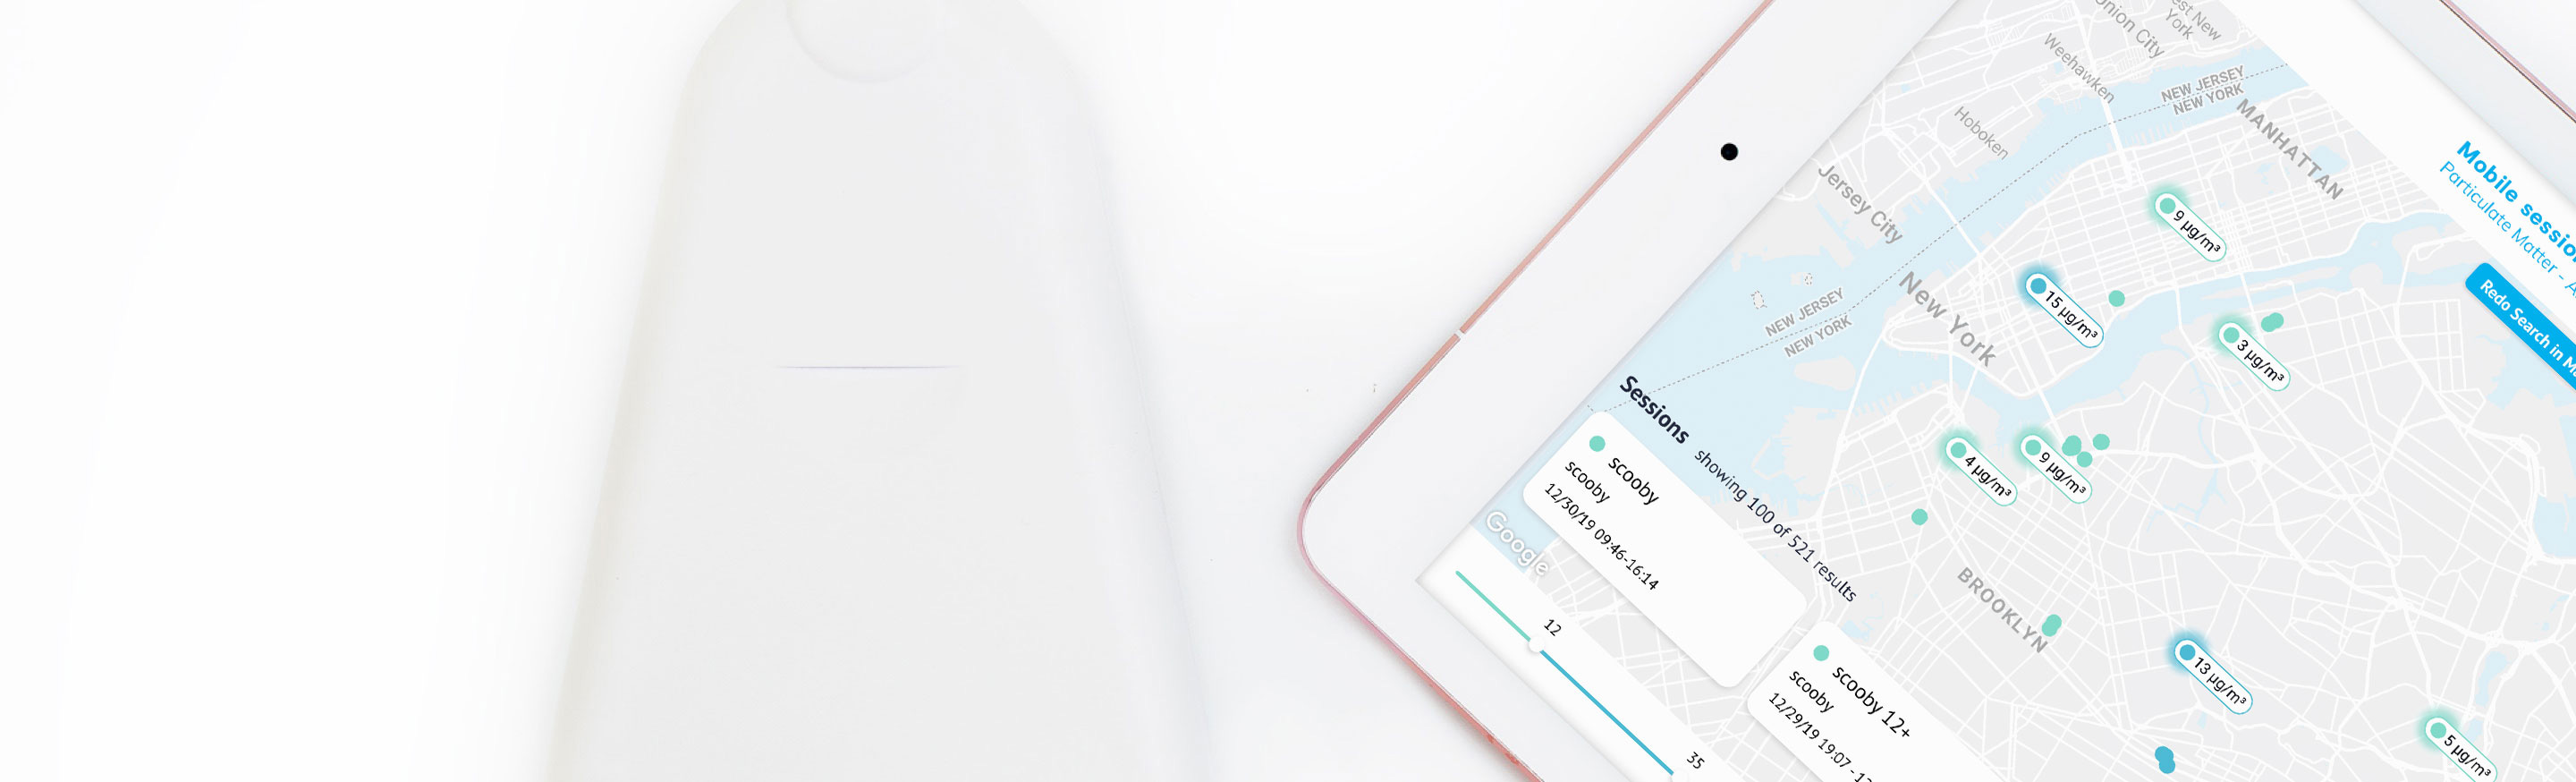 West New
York
Union City
Weehawken
NEW JERSEY
NEW YORK
MANHATTAN
Hoboken
Jersey City
Mobile
Particulate Matter -
9 µg/m³
15 µg/m³
New York
NEW JERSEY
NEW YORK
3 µg/m³
Redo Search in
Sessions showing 100 of 521 results
scooby
scooby
12/30/19 09:46-16:14
4 µg/m³
9 µg/m³
Google
BROOKLYN
12
35
scooby 12+
scooby
12/29/19 19:07 -
13 µg/m³
5 µg/m³